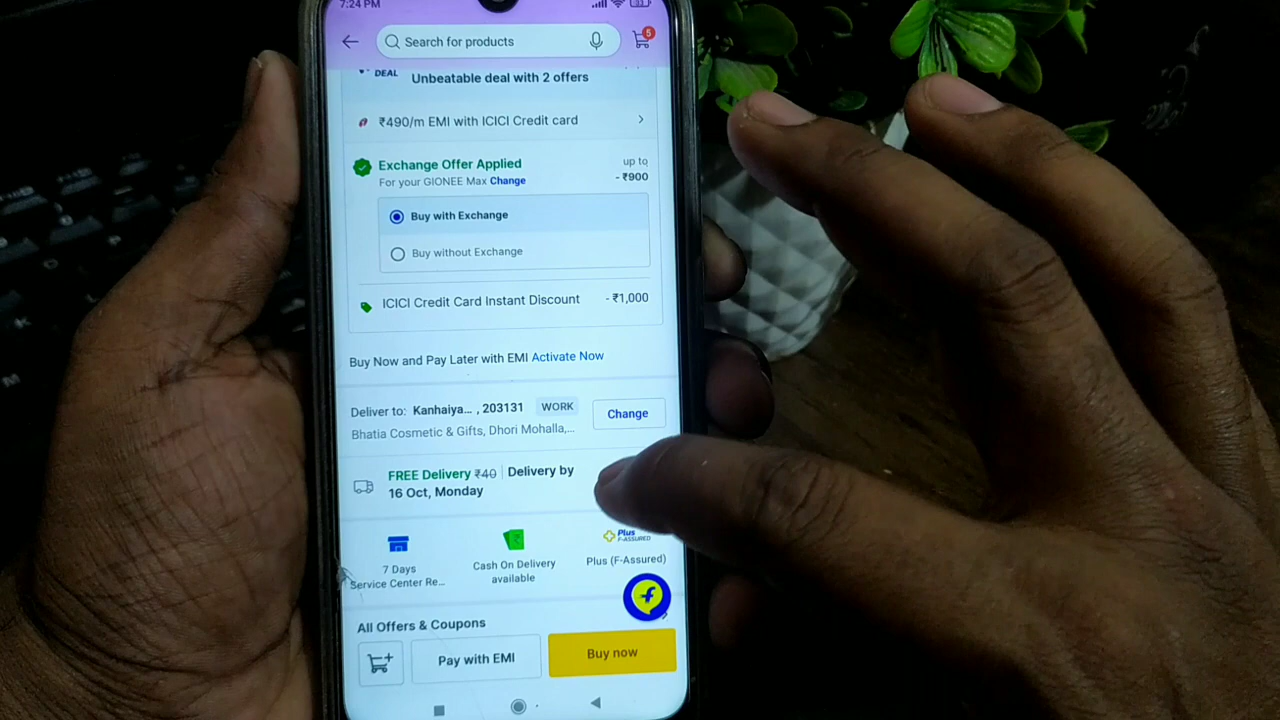 7:24 PM
Search for products
5
DEAL
Unbeatable deal with 2 offers
₹490/m EMI with ICICI Credit card
Exchange Offer Applied
up to
For your GIONEE Max Change
- ₹900
Buy with Exchange
Buy without Exchange
ICICI Credit Card Instant Discount
- ₹1,000
Buy Now and Pay Later with EMI Activate Now
Deliver to: Kanhaiya... , 203131 WORK
Change
Bhatia Cosmetic & Gifts, Dhori Mohalla,...
FREE Delivery ₹40 | Delivery by
16 Oct, Monday
7 Days
Service Center Re...
Cash On Delivery
available
Plus
F-ASSURED
Plus (F-Assured)
All Offers & Coupons
Pay with EMI
Buy now
M